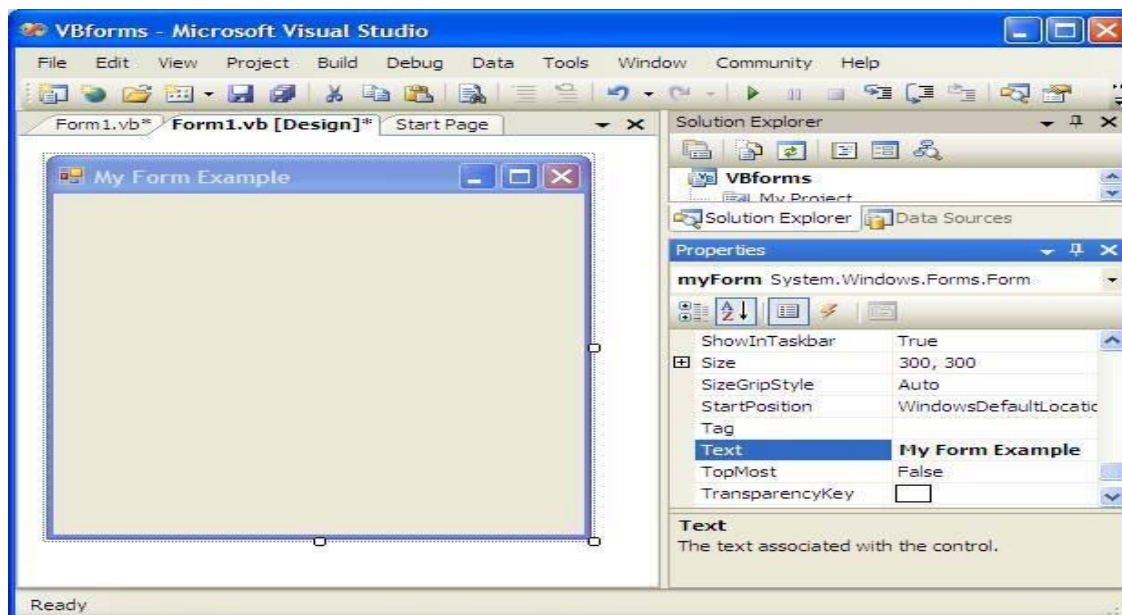 VBforms - Microsoft Visual Studio
File Edit View Project Build Debug Data Tools Window Community Help
Form1.vb* Form1.vb [Design]* Start Page
My Form Example
Solution Explorer
VBforms
My Project
Solution Explorer Data Sources
Properties
myForm System.Windows.Forms.Form
ShowInTaskbar True
Size 300, 300
SizeGripStyle Auto
StartPosition WindowsDefaultLocatic
Tag
Text My Form Example
TopMost False
TransparencyKey
Text
The text associated with the control.
Ready